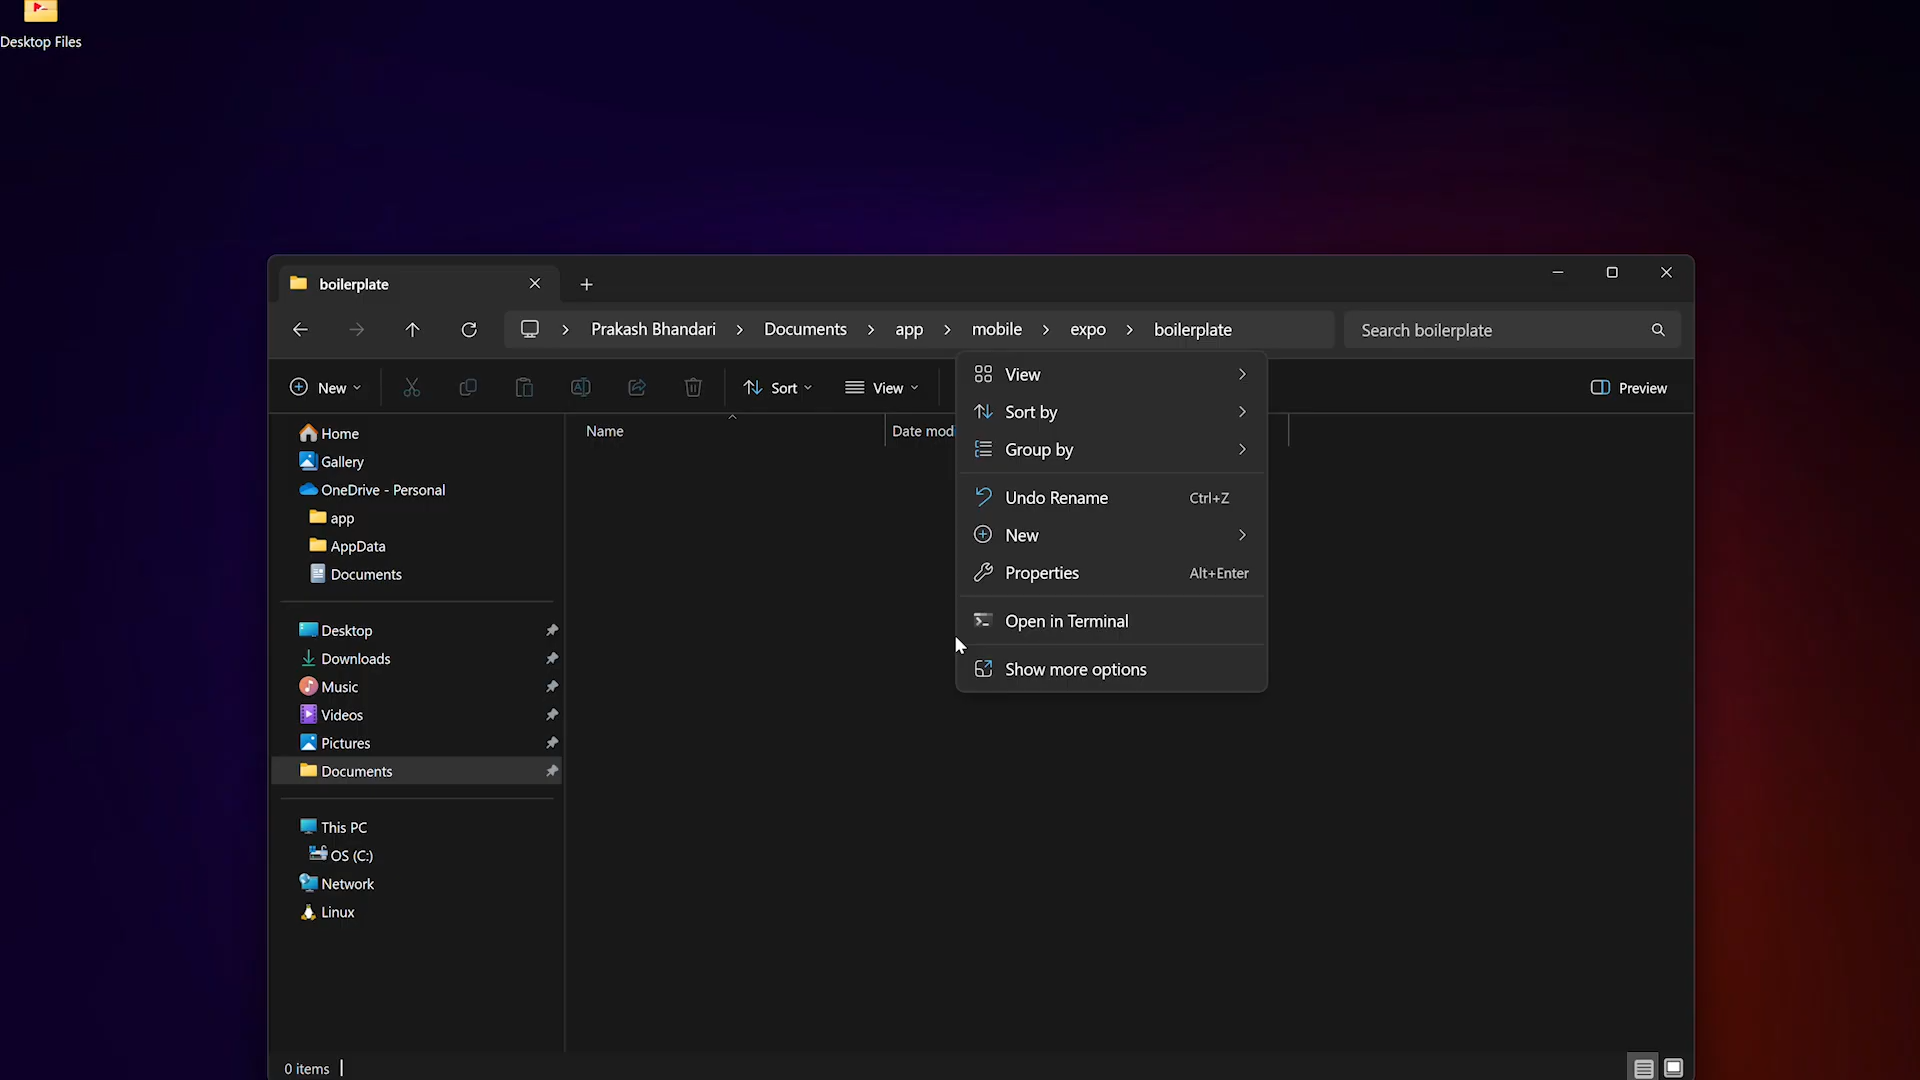 Desktop Files
boilerplate
Prakash Bhandari > Documents > app > mobile > expo > boilerplate
Search boilerplate
New
Sort
View
Preview
Name
Date modi
Home
Gallery
OneDrive - Personal
app
AppData
Documents
Desktop
Downloads
Music
Videos
Pictures
Documents
This PC
OS (C:)
Network
Linux
View
Sort by
Group by
Undo Rename Ctrl+Z
New
Properties Alt+Enter
Open in Terminal
Show more options
0 items